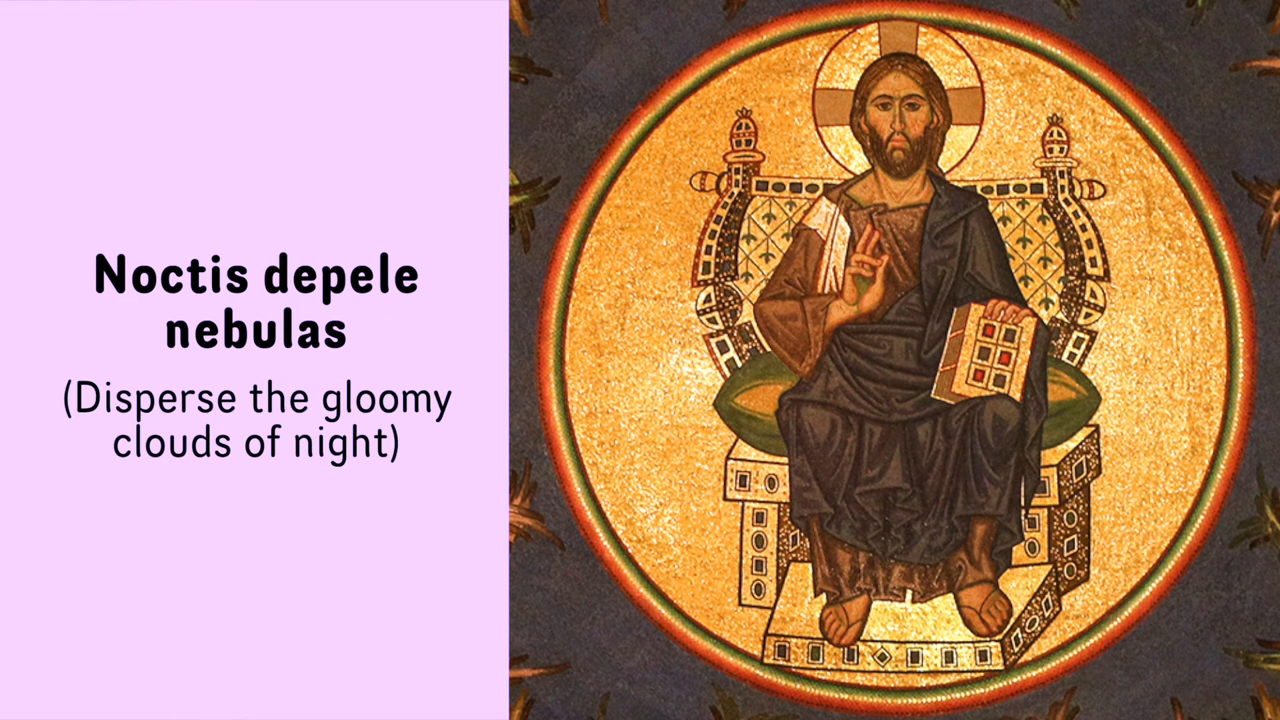 Noctis depele
nebulas
(Disperse the gloomy
clouds of night)